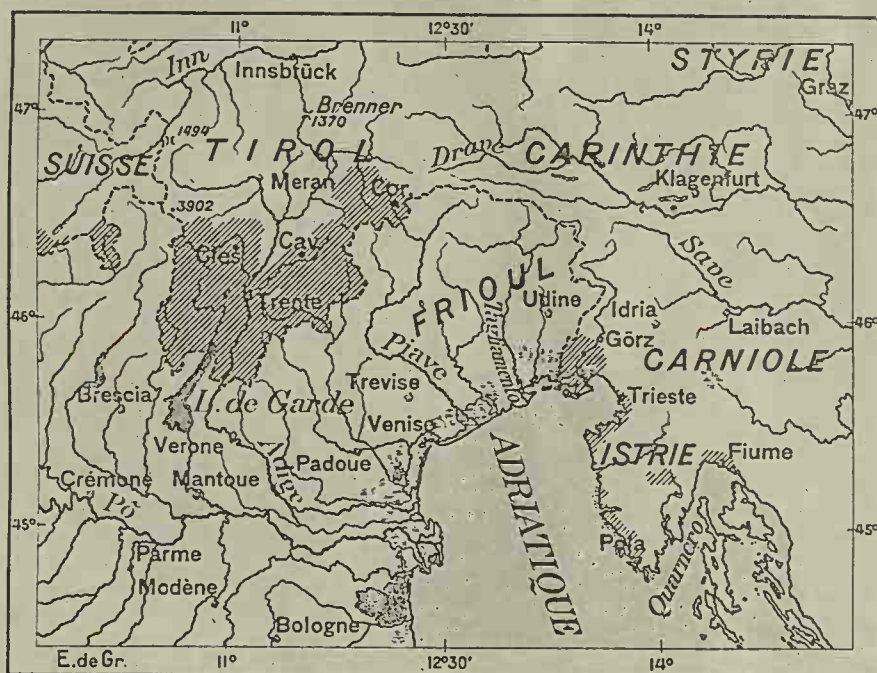 11° 12°30' 14°
Inn Innsbrück STYRIE
Graz
47° Brenner 47°
1370
1494
SUISSE TIROL Drave CARINTHIE
Meran Klagenfurt
Cor.
3902
Cles Cav. Save
FRIOUL
Trente Udine Idria
46° Tagliamento Laibach 46°
Görz
Piave CARNIOLE
Brescia Trevise Trieste
L. de Garde
Venise
Verone ISTRIE Fiume
Padoue
Crémone Mantoue Adige ADRIATIQUE
Pô
45° 45°
Parme Pola
Modène Quarnero
Bologne
E.de Gr. 11° 12°30' 14°